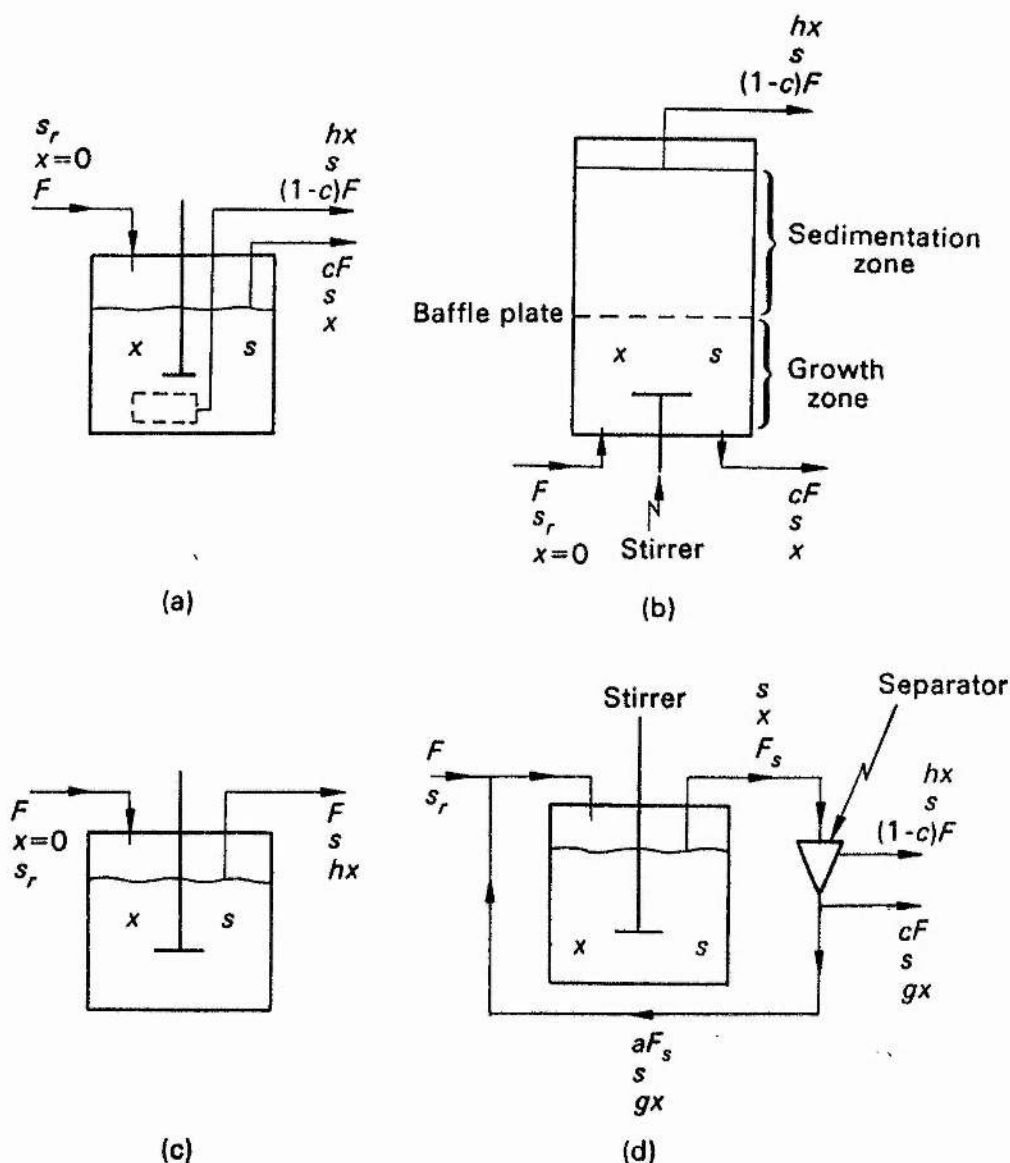 s_r
x=0
F
hx
s
(1-c)F
cF
s
x
x
s
(a)
hx
s
(1-c)F
Sedimentation
zone
Baffle plate
x
s
Growth
zone
F
s_r
x=0
Stirrer
cF
s
x
(b)
F
x=0
s_r
F
s
hx
x
s
(c)
Stirrer
s
x
F_s
Separator
F
s_r
hx
s
(1-c)F
x
s
cF
s
gx
aF_s
s
gx
(d)